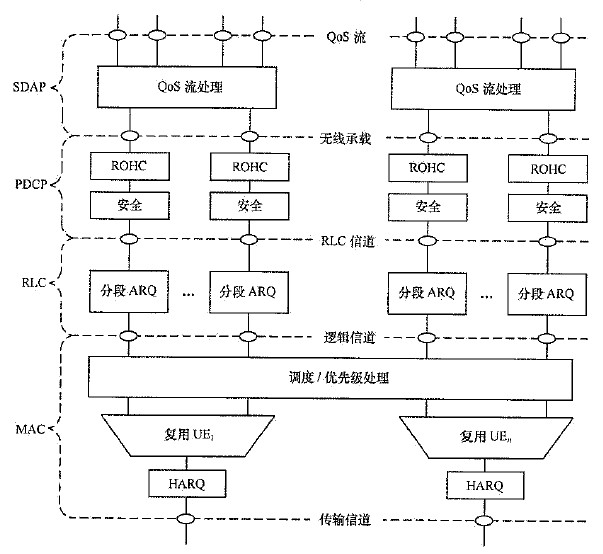 QoS 流
SDAP
QoS 流处理
QoS 流处理
无线承载
ROHC
ROHC
ROHC
ROHC
PDCP
安全
安全
安全
安全
RLC 信道
RLC
分段 ARQ
...
分段 ARQ
分段 ARQ
...
分段 ARQ
逻辑信道
调度 / 优先级处理
MAC
复用 UE₁
复用 UEₙ
HARQ
HARQ
传输信道